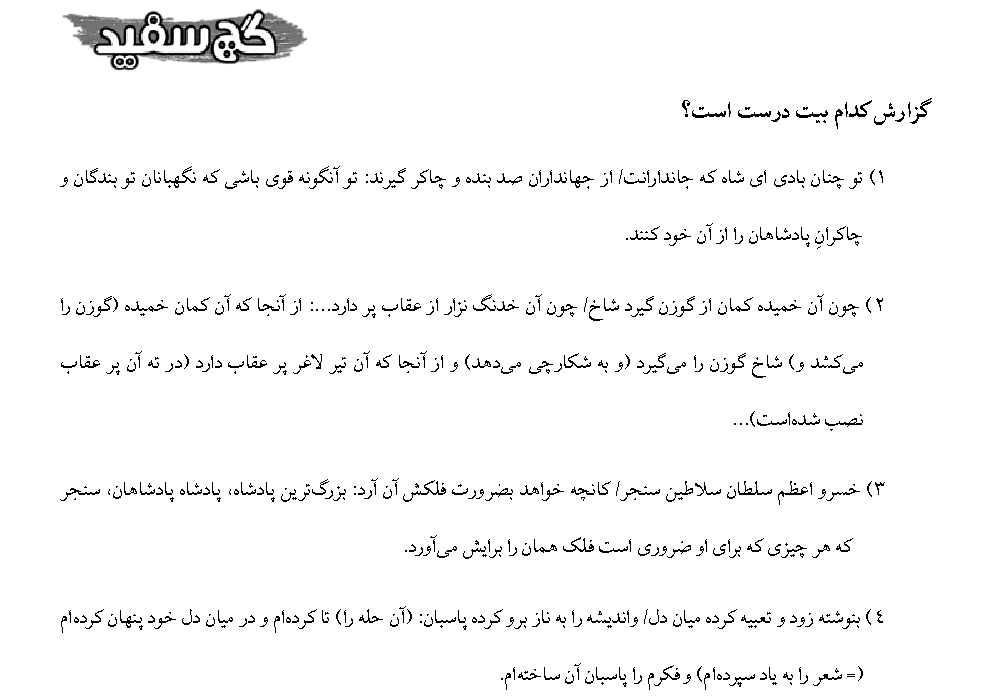 گچ سفید
گزارش کدام بیت درست است؟
۱) تو چنان بادی ای شاه که جاندارانت/ از جهانداران صد بنده و چاکر گیرند: تو آنگونه قوی باشی که نگهبانان تو بندگان و
چاکرانِ پادشاهان را از آن خود کنند.
۲) چون آن خمیده کمان از گوزن گیرد شاخ/ چون آن خدنگ نزار از عقاب پر دارد...: از آنجا که آن کمان خمیده (گوزن را
می‌کشد و) شاخ گوزن را می‌گیرد (و به شکارچی می‌دهد) و از آنجا که آن تیر لاغر پر عقاب دارد (در ته آن پر عقاب
نصب شده‌است)...
۳) خسرو اعظم سلطان سلاطین سنجر/ کانچه خواهد بضرورت فلکش آن آرد: بزرگ‌ترین پادشاه، پادشاه پادشاهان، سنجر
که هر چیزی که برای او ضروری است فلک همان را برایش می‌آورد.
٤) بنوشته زود و تعبیه کرده میان دل/ واندیشه را به ناز برو کرده پاسبان: (آن حله را) تا کرده‌ام و در میان دل خود پنهان کرده‌ام
(= شعر را به یاد سپرده‌ام) و فکرم را پاسبان آن ساخته‌ام.